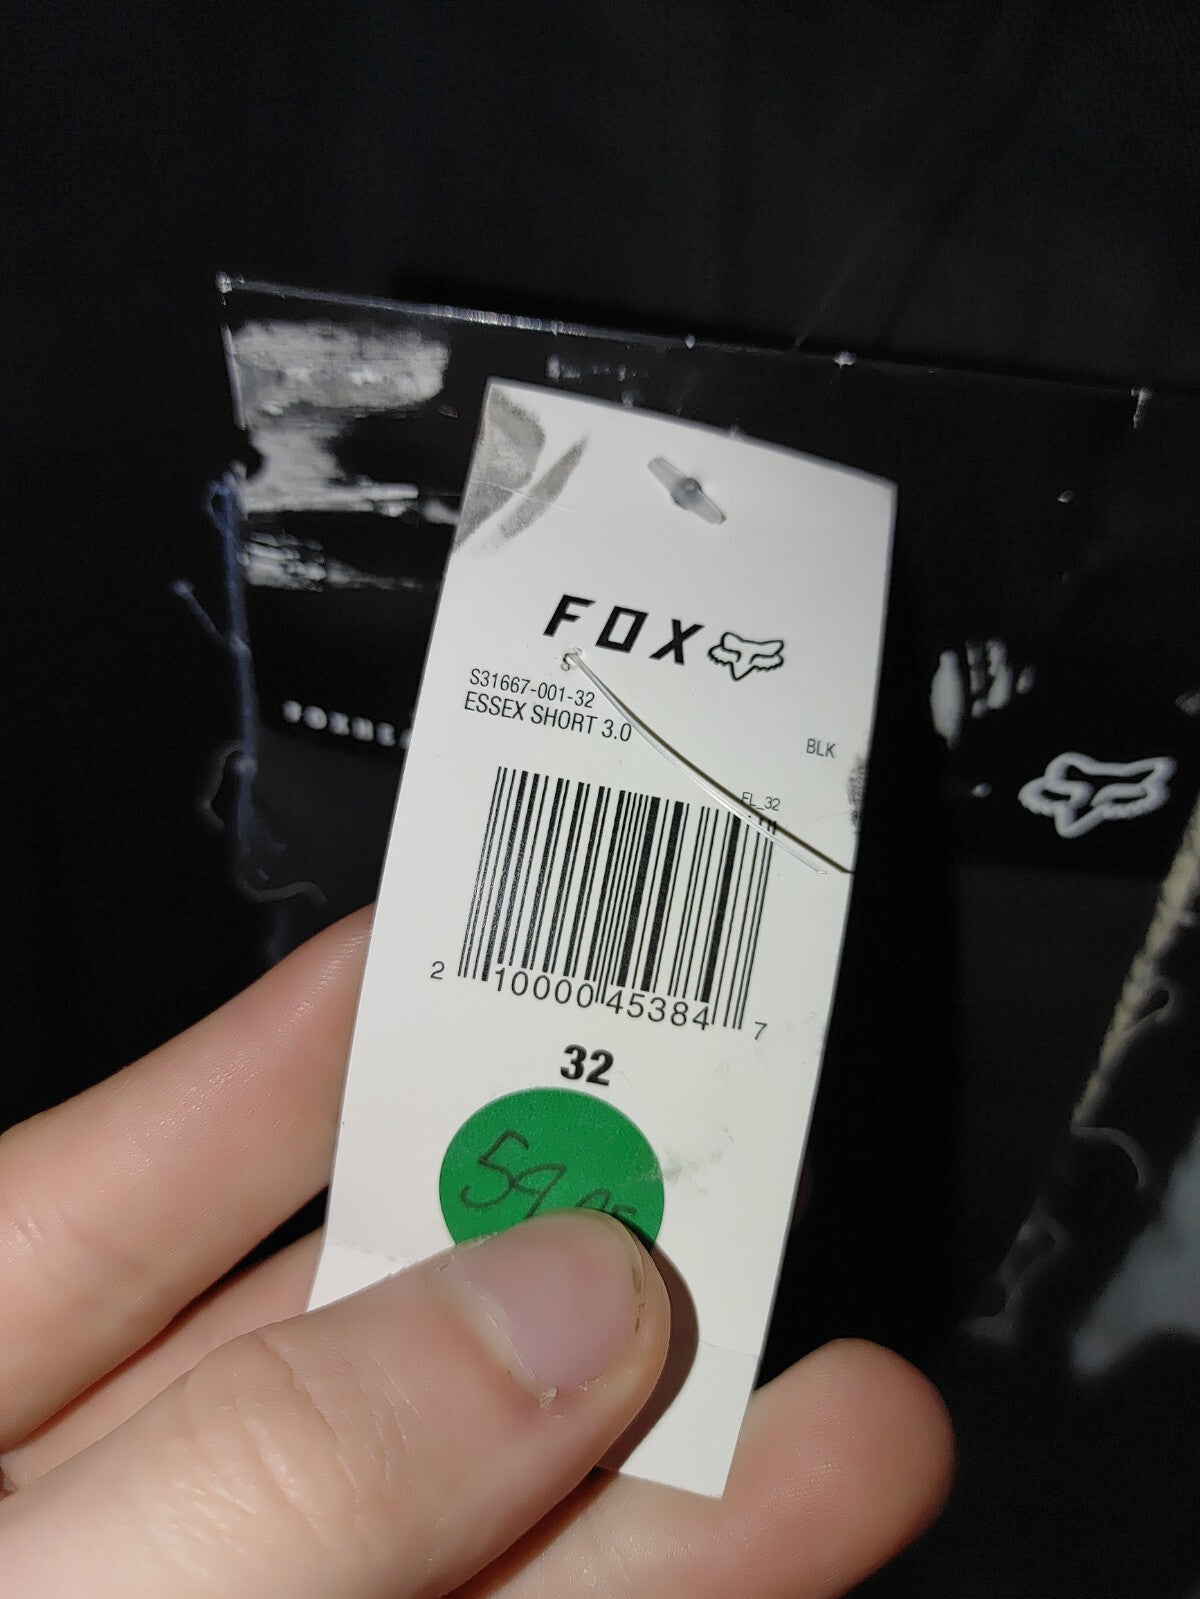 FOX
S31667-001-32
ESSEX SHORT 3.0
BLK
FL_32
2 10000 45384 7
32